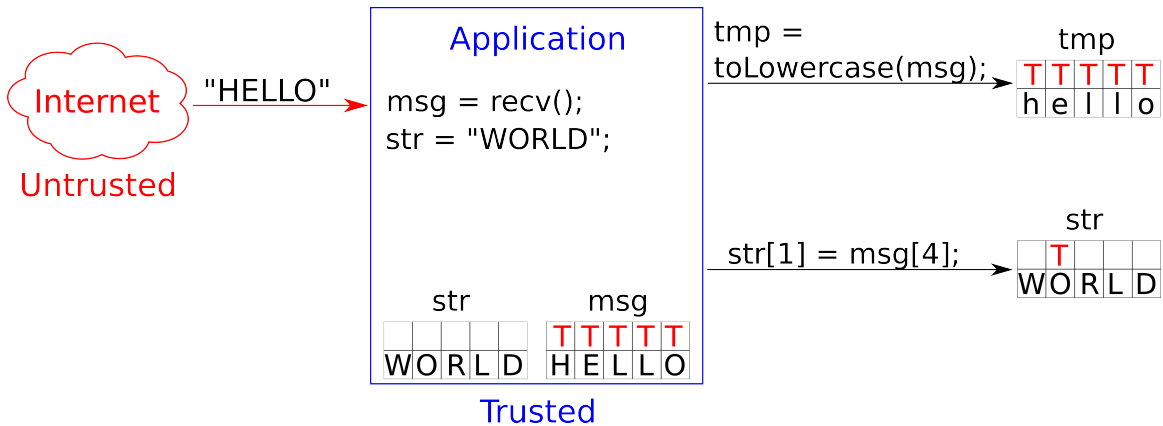 Internet
Untrusted
"HELLO"
Application
msg = recv();
str = "WORLD";
str
W O R L D
msg
T T T T T
H E L L O
Trusted
tmp =
toLowercase(msg);
tmp
T T T T T
h e l l o
str[1] = msg[4];
str
T
W O R L D